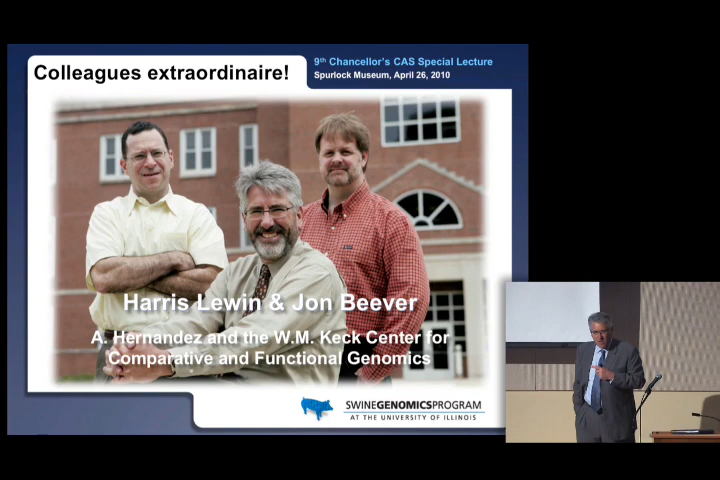 Colleagues extraordinaire!
9th Chancellor's CAS Special Lecture
Spurlock Museum, April 26, 2010
Harris Lewin & Jon Beever
A. Hernandez and the W.M. Keck Center for
Comparative and Functional Genomics
SWINEGENOMICSPROGRAM
AT THE UNIVERSITY OF ILLINOIS